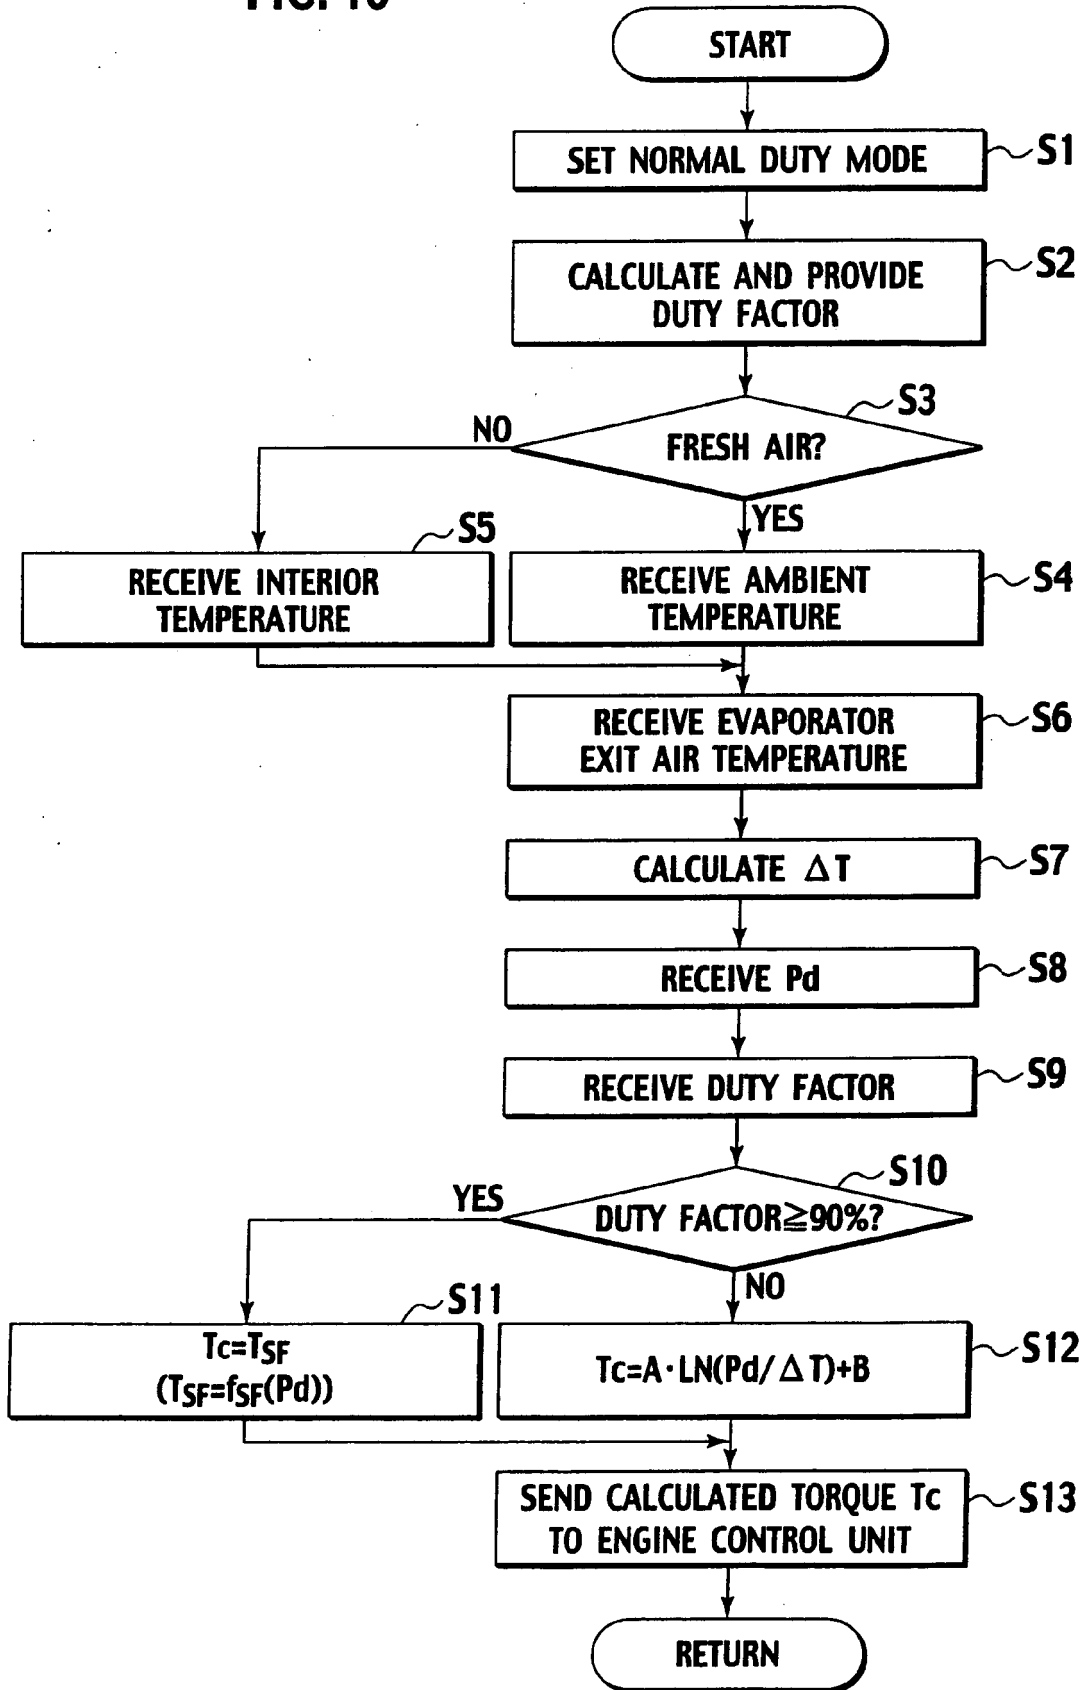 START
SET NORMAL DUTY MODE
S1
CALCULATE AND PROVIDE
DUTY FACTOR
S2
FRESH AIR?
S3
NO
YES
RECEIVE INTERIOR
TEMPERATURE
S5
RECEIVE AMBIENT
TEMPERATURE
S4
RECEIVE EVAPORATOR
EXIT AIR TEMPERATURE
S6
CALCULATE ΔT
S7
RECEIVE Pd
S8
RECEIVE DUTY FACTOR
S9
DUTY FACTOR≧90%?
S10
YES
NO
Tc=TSF
(TSF=fSF(Pd))
S11
Tc=A·LN(Pd/ΔT)+B
S12
SEND CALCULATED TORQUE Tc
TO ENGINE CONTROL UNIT
S13
RETURN